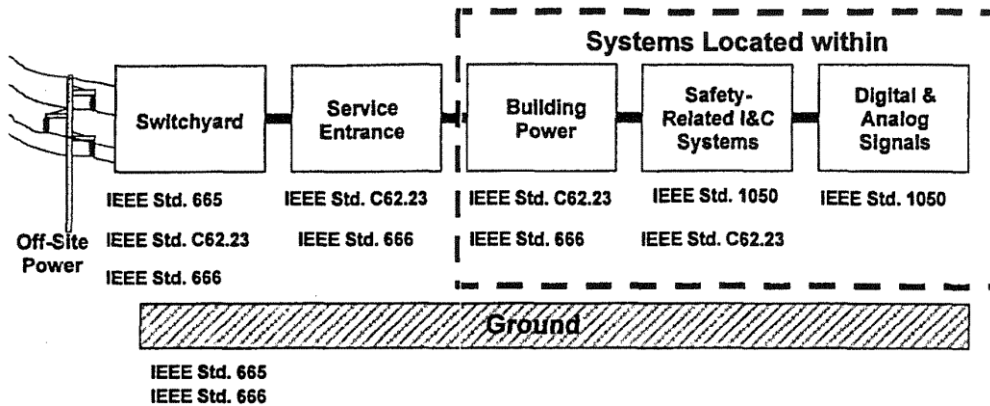 Systems Located within
Switchyard
Service
Entrance
Building
Power
Safety-
Related I&C
Systems
Digital &
Analog
Signals
Off-Site
Power
IEEE Std. 665
IEEE Std. C62.23
IEEE Std. 666
IEEE Std. C62.23
IEEE Std. 666
IEEE Std. C62.23
IEEE Std. 666
IEEE Std. 1050
IEEE Std. C62.23
IEEE Std. 1050
Ground
IEEE Std. 665
IEEE Std. 666